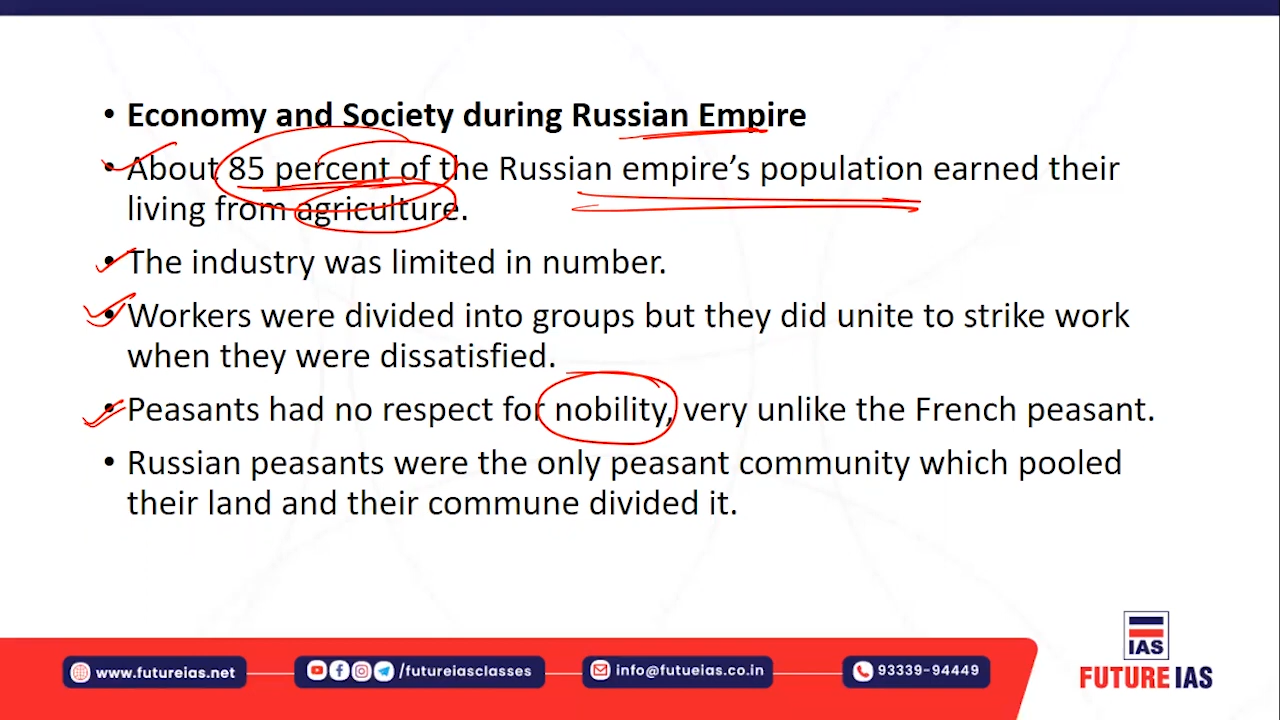 • Economy and Society during Russian Empire
• About 85 percent of the Russian empire’s population earned their
living from agriculture.
• The industry was limited in number.
• Workers were divided into groups but they did unite to strike work
when they were dissatisfied.
• Peasants had no respect for nobility, very unlike the French peasant.
• Russian peasants were the only peasant community which pooled
their land and their commune divided it.
IAS
FUTURE IAS
www.futureias.net
/futureiasclasses
info@futueias.co.in
93339-94449